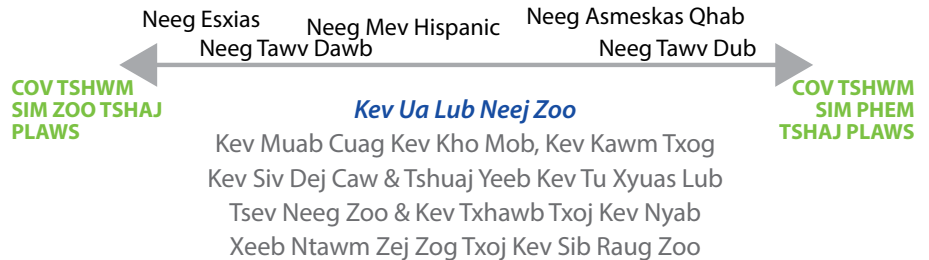 Neeg Esxias
Neeg Mev Hispanic
Neeg Asmeskas Qhab
Neeg Tawv Dawb
Neeg Tawv Dub
COV TSHWM
SIM ZOO TSHAJ
PLAWS
COV TSHWM
SIM PHEM
TSHAJ PLAWS
Kev Ua Lub Neej Zoo
Kev Muab Cuag Kev Kho Mob, Kev Kawm Txog
Kev Siv Dej Caw & Tshuaj Yeeb Kev Tu Xyuas Lub
Tsev Neeg Zoo & Kev Txhawb Txoj Kev Nyab
Xeeb Ntawm Zej Zog Txoj Kev Sib Raug Zoo